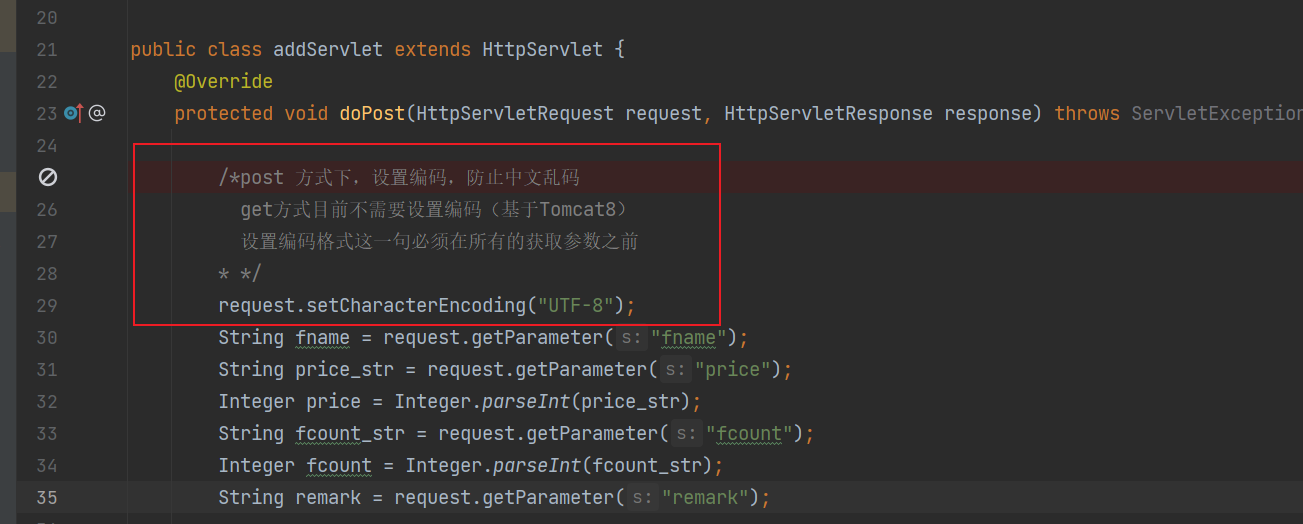 20
21 public class addServlet extends HttpServlet {
22 @Override
23 @ protected void doPost(HttpServletRequest request, HttpServletResponse response) throws ServletException
24
/*post 方式下，设置编码，防止中文乱码
26 get方式目前不需要设置编码（基于Tomcat8）
27 设置编码格式这一句必须在所有的获取参数之前
28 * */
29 request.setCharacterEncoding("UTF-8");
30 String fname = request.getParameter( s: "fname");
31 String price_str = request.getParameter( s: "price");
32 Integer price = Integer.parseInt(price_str);
33 String fcount_str = request.getParameter( s: "fcount");
34 Integer fcount = Integer.parseInt(fcount_str);
35 String remark = request.getParameter( s: "remark");